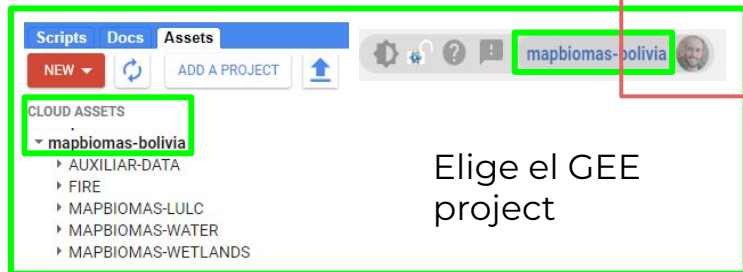 Scripts Docs Assets
NEW ADD A PROJECT
mapbiomas-bolivia
CLOUD ASSETS
mapbiomas-bolivia
AUXILIAR-DATA
FIRE
MAPBIOMAS-LULC
MAPBIOMAS-WATER
MAPBIOMAS-WETLANDS
Elige el GEE
project